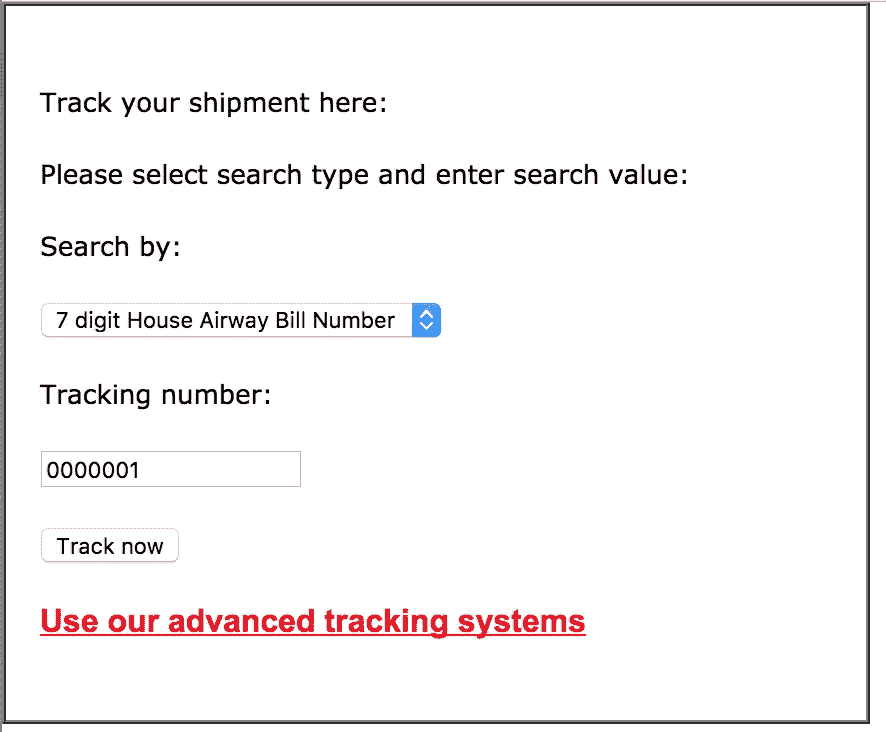 Track your shipment here:
Please select search type and enter search value:
Search by:
7 digit House Airway Bill Number
Tracking number:
0000001
Track now
Use our advanced tracking systems